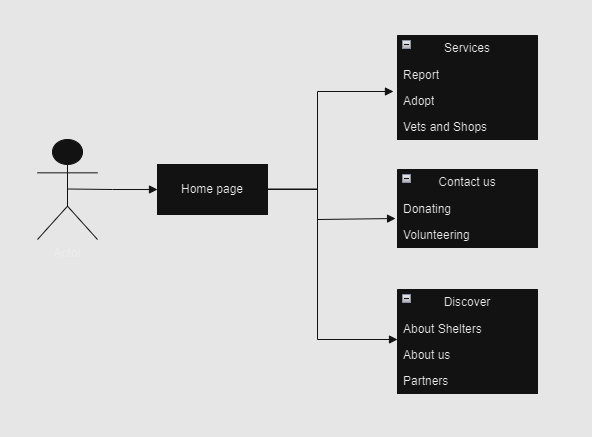 Services
Report
Adopt
Vets and Shops
Home page
Contact us
Donating
Volunteering
Actor
Discover
About Shelters
About us
Partners